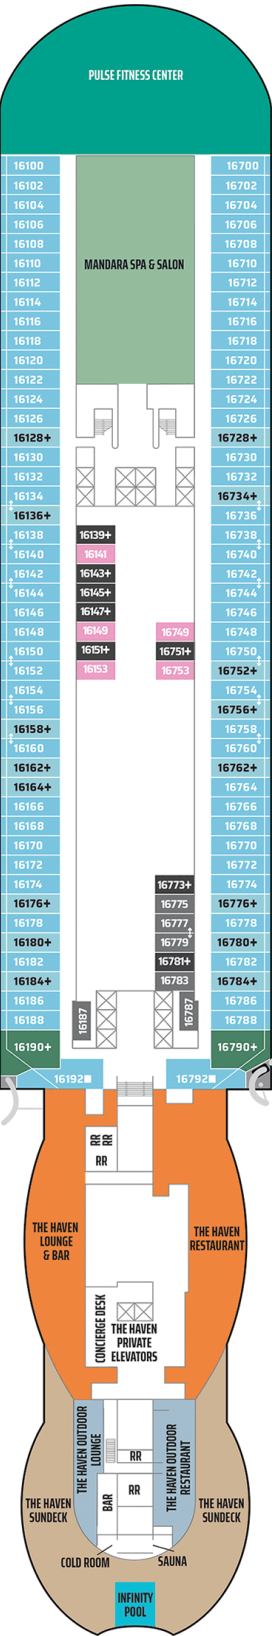 PULSE FITNESS CENTER
16100 16700
16102 16702
16104 MANDARA SPA & SALON 16704
16106 16706
16108 16708
16110 16710
16112 16712
16114 16714
16116 16716
16118 16718
16120 16720
16122 16722
16124 16724
16126 16726
16128+ 16728+
16130 16730
16132 16732
16134 16734+
16136+ 16736
16138 16139+ 16738
16140 16141 16740
16142 16143+ 16742
16144 16145+ 16744
16146 16147+ 16746
16148 16149 16749 16748
16150 16151+ 16751+ 16750
16152 16153 16753 16752+
16154 16754
16156 16756+
16158+ 16758
16160 16760
16162+ 16762+
16164+ 16764
16166 16766
16168 16768
16170 16770
16172 16772
16174 16773+ 16774
16176+ 16775 16776+
16178 16777 16778
16180+ 16779 16780+
16182 16781+ 16782
16184+ 16783 16784+
16186 16187 16787 16786
16188 16788
16190+ 16790+
16192 16792
RR RR
RR
THE HAVEN
LOUNGE
& BAR
THE HAVEN
RESTAURANT
CONCIERGE DESK
THE HAVEN
PRIVATE
ELEVATORS
THE HAVEN OUTDOOR
LOUNGE
RR
THE HAVEN OUTDOOR
RESTAURANT
BAR
RR
THE HAVEN
SUNDECK
THE HAVEN
SUNDECK
COLD ROOM
SAUNA
INFINITY
POOL